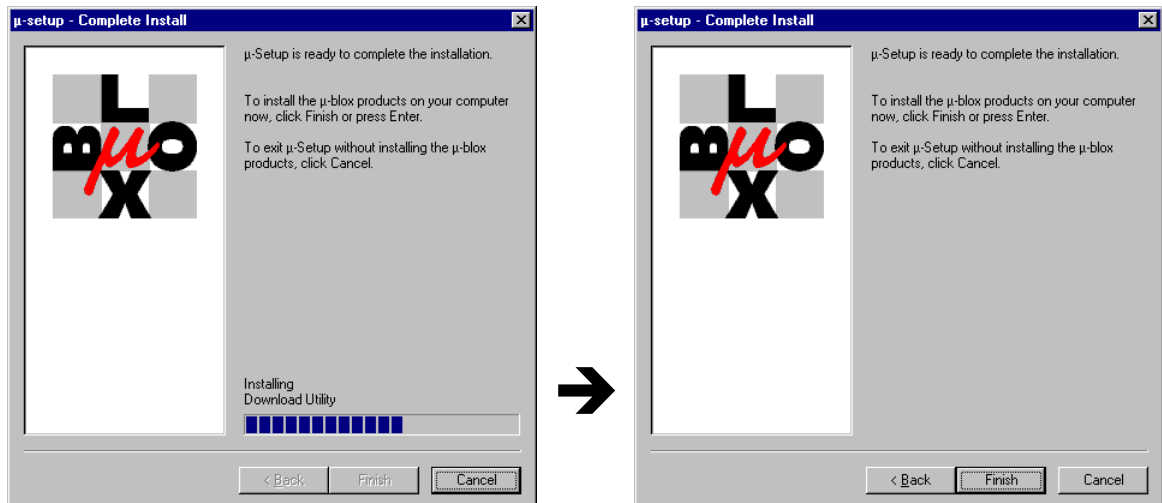 μ-setup - Complete Install
μ-Setup is ready to complete the installation.
To install the μ-blox products on your computer
now, click Finish or press Enter.
To exit μ-Setup without installing the μ-blox
products, click Cancel.
B L μ O X
Installing
Download Utility
< Back
Finish
Cancel
μ-setup - Complete Install
μ-Setup is ready to complete the installation.
To install the μ-blox products on your computer
now, click Finish or press Enter.
To exit μ-Setup without installing the μ-blox
products, click Cancel.
B L μ O X
< Back
Finish
Cancel